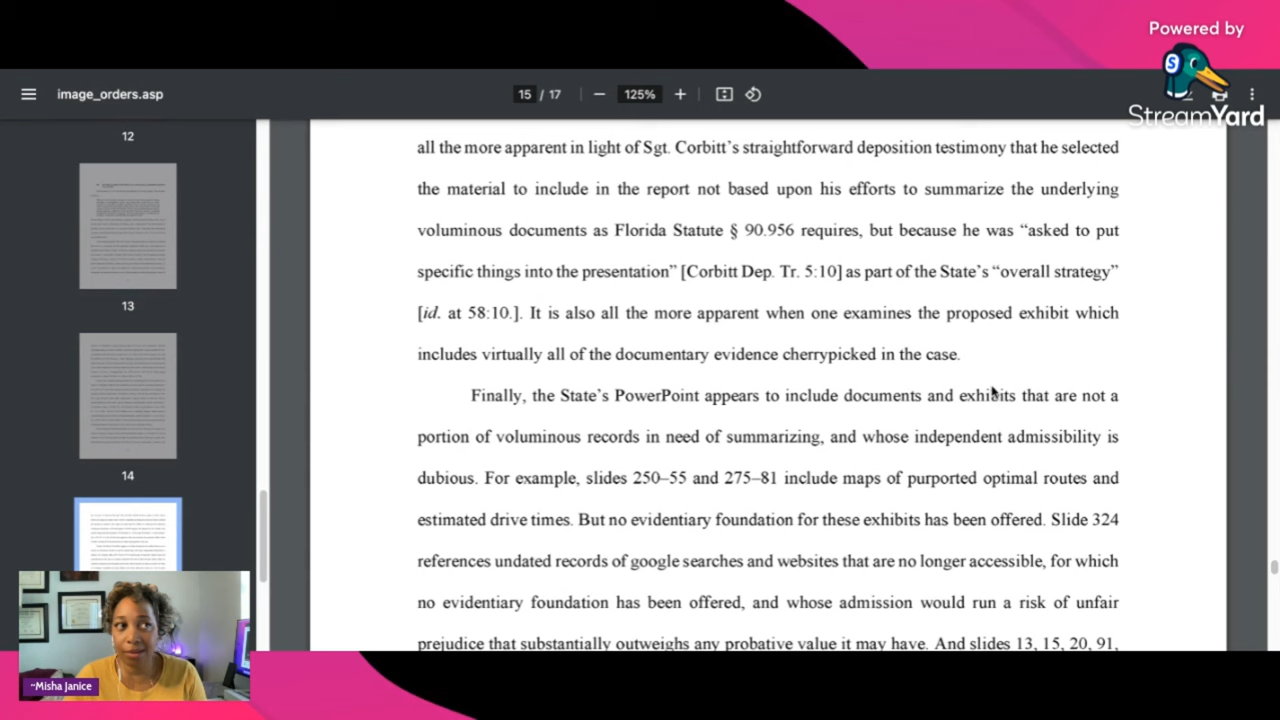 Powered by
StreamYard
S
image_orders.asp
15 / 17
125%
12
13
14
all the more apparent in light of Sgt. Corbitt’s straightforward deposition testimony that he selected
the material to include in the report not based upon his efforts to summarize the underlying
voluminous documents as Florida Statute § 90.956 requires, but because he was “asked to put
specific things into the presentation” [Corbitt Dep. Tr. 5:10] as part of the State’s “overall strategy”
[id. at 58:10.]. It is also all the more apparent when one examines the proposed exhibit which
includes virtually all of the documentary evidence cherrypicked in the case.
Finally, the State’s PowerPoint appears to include documents and exhibits that are not a
portion of voluminous records in need of summarizing, and whose independent admissibility is
dubious. For example, slides 250–55 and 275–81 include maps of purported optimal routes and
estimated drive times. But no evidentiary foundation for these exhibits has been offered. Slide 324
references undated records of google searches and websites that are no longer accessible, for which
no evidentiary foundation has been offered, and whose admission would run a risk of unfair
prejudice that substantially outweighs any probative value it may have. And slides 13, 15, 20, 91,
~Misha Janice